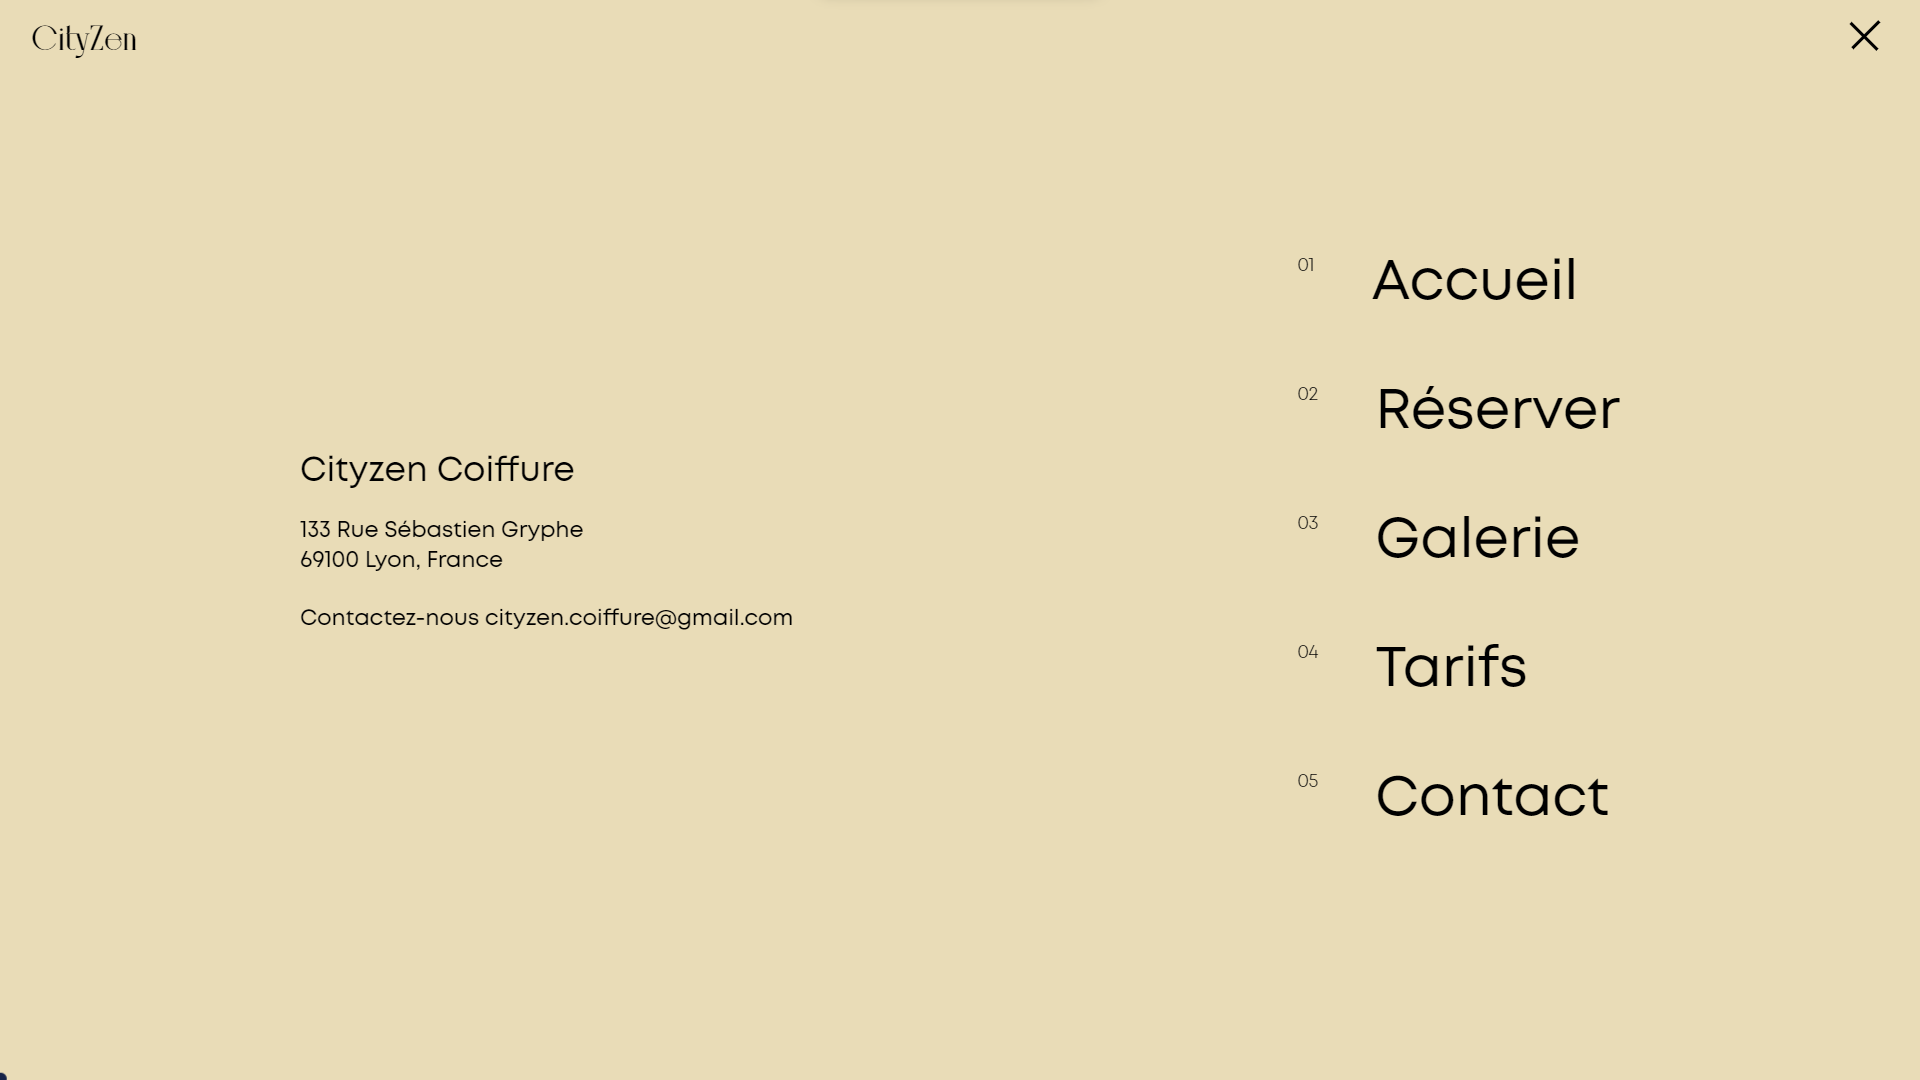 CityZen
Cityzen Coiffure
133 Rue Sébastien Gryphe
69100 Lyon, France
Contactez-nous cityzen.coiffure@gmail.com
01 Accueil
02 Réserver
03 Galerie
04 Tarifs
05 Contact